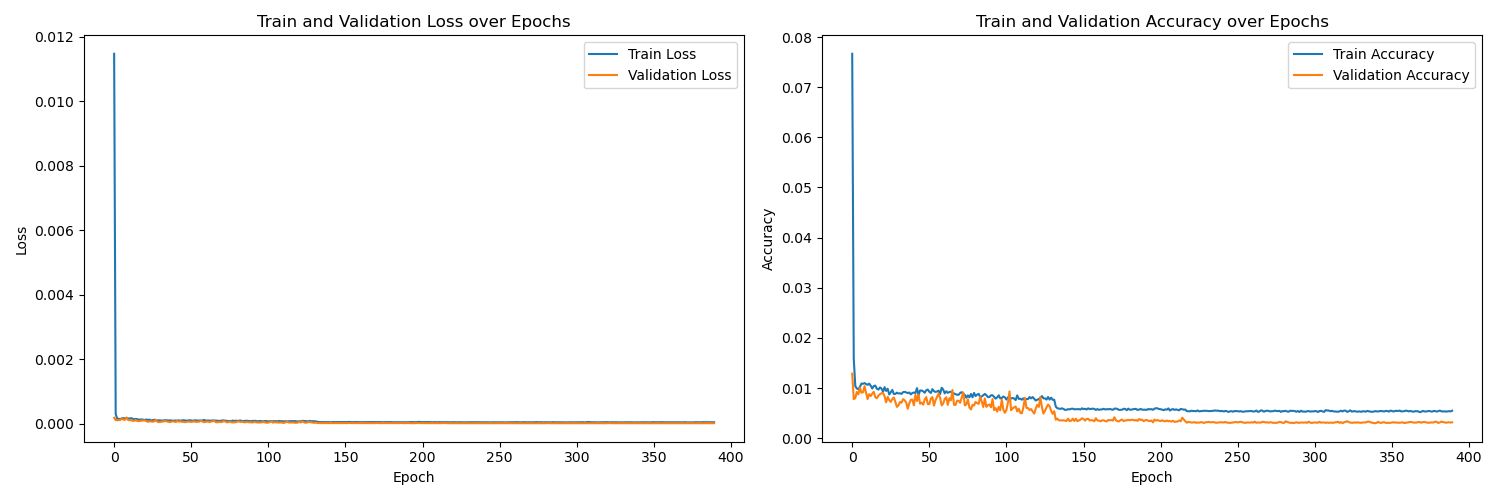 Train and Validation Loss over Epochs
Train Loss
Validation Loss
0.012
0.010
0.008
0.006
0.004
0.002
0.000
Loss
0 50 100 150 200 250 300 350 400
Epoch
Train and Validation Accuracy over Epochs
Train Accuracy
Validation Accuracy
0.08
0.07
0.06
0.05
0.04
0.03
0.02
0.01
0.00
Accuracy
0 50 100 150 200 250 300 350 400
Epoch